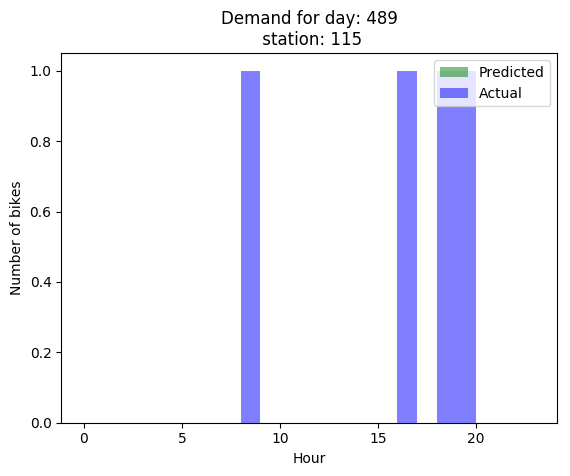 Demand for day: 489
station: 115
Predicted
Actual
Number of bikes
1.0
0.8
0.6
0.4
0.2
0.0
0
5
10
15
20
Hour